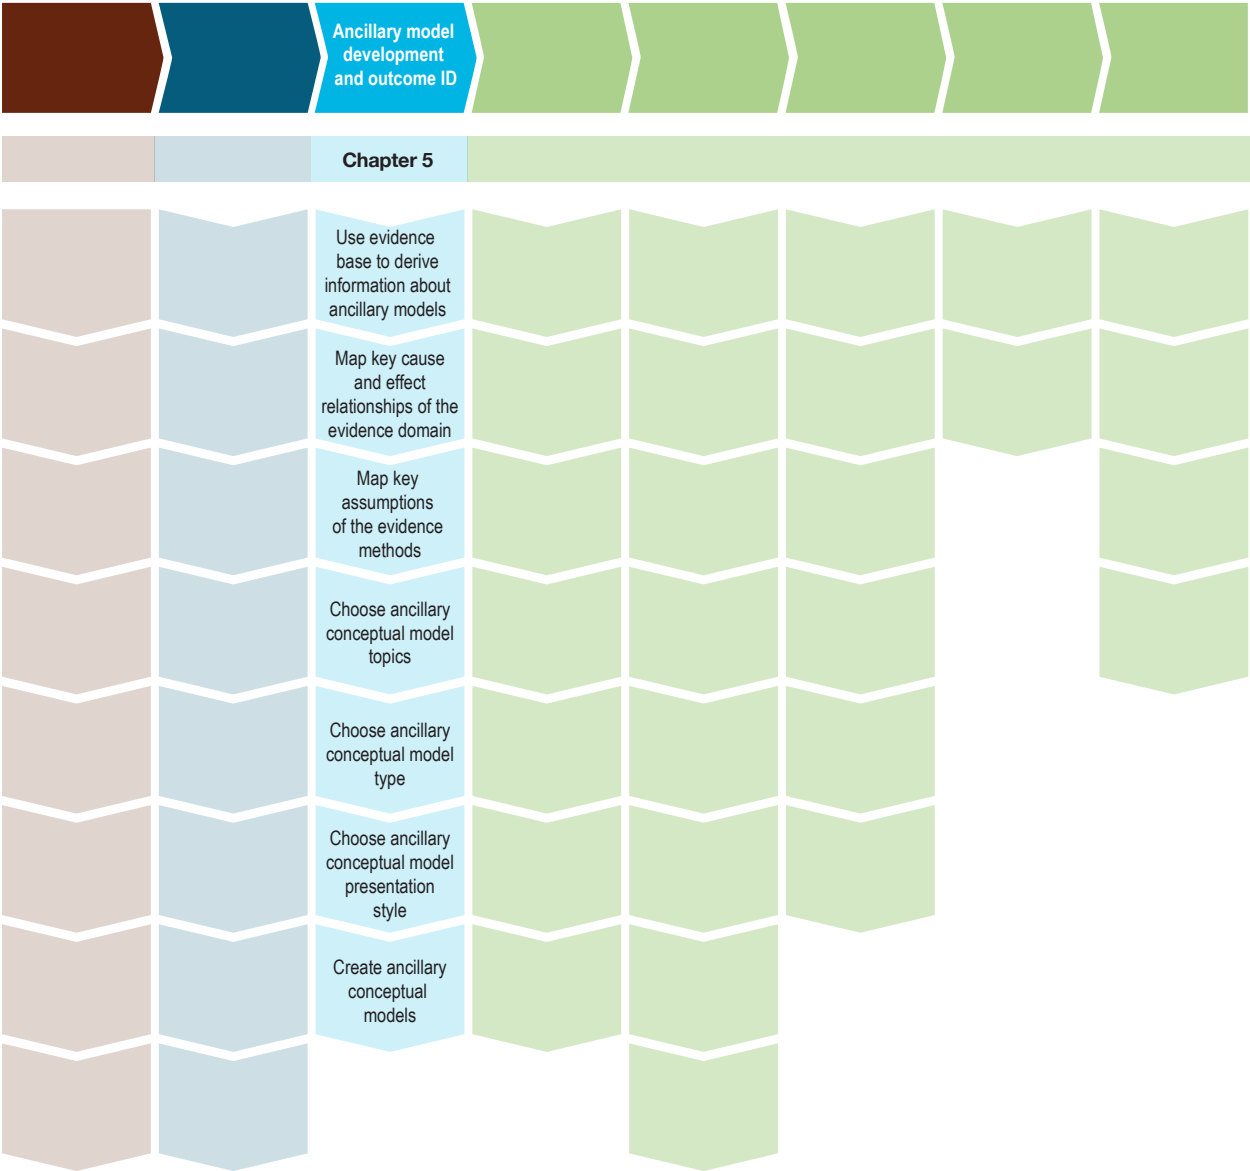 Ancillary model
development
and outcome ID
Chapter 5
Use evidence
base to derive
information about
ancillary models
Map key cause
and effect
relationships of the
evidence domain
Map key
assumptions
of the evidence
methods
Choose ancillary
conceptual model
topics
Choose ancillary
conceptual model
type
Choose ancillary
conceptual model
presentation
style
Create ancillary
conceptual
models